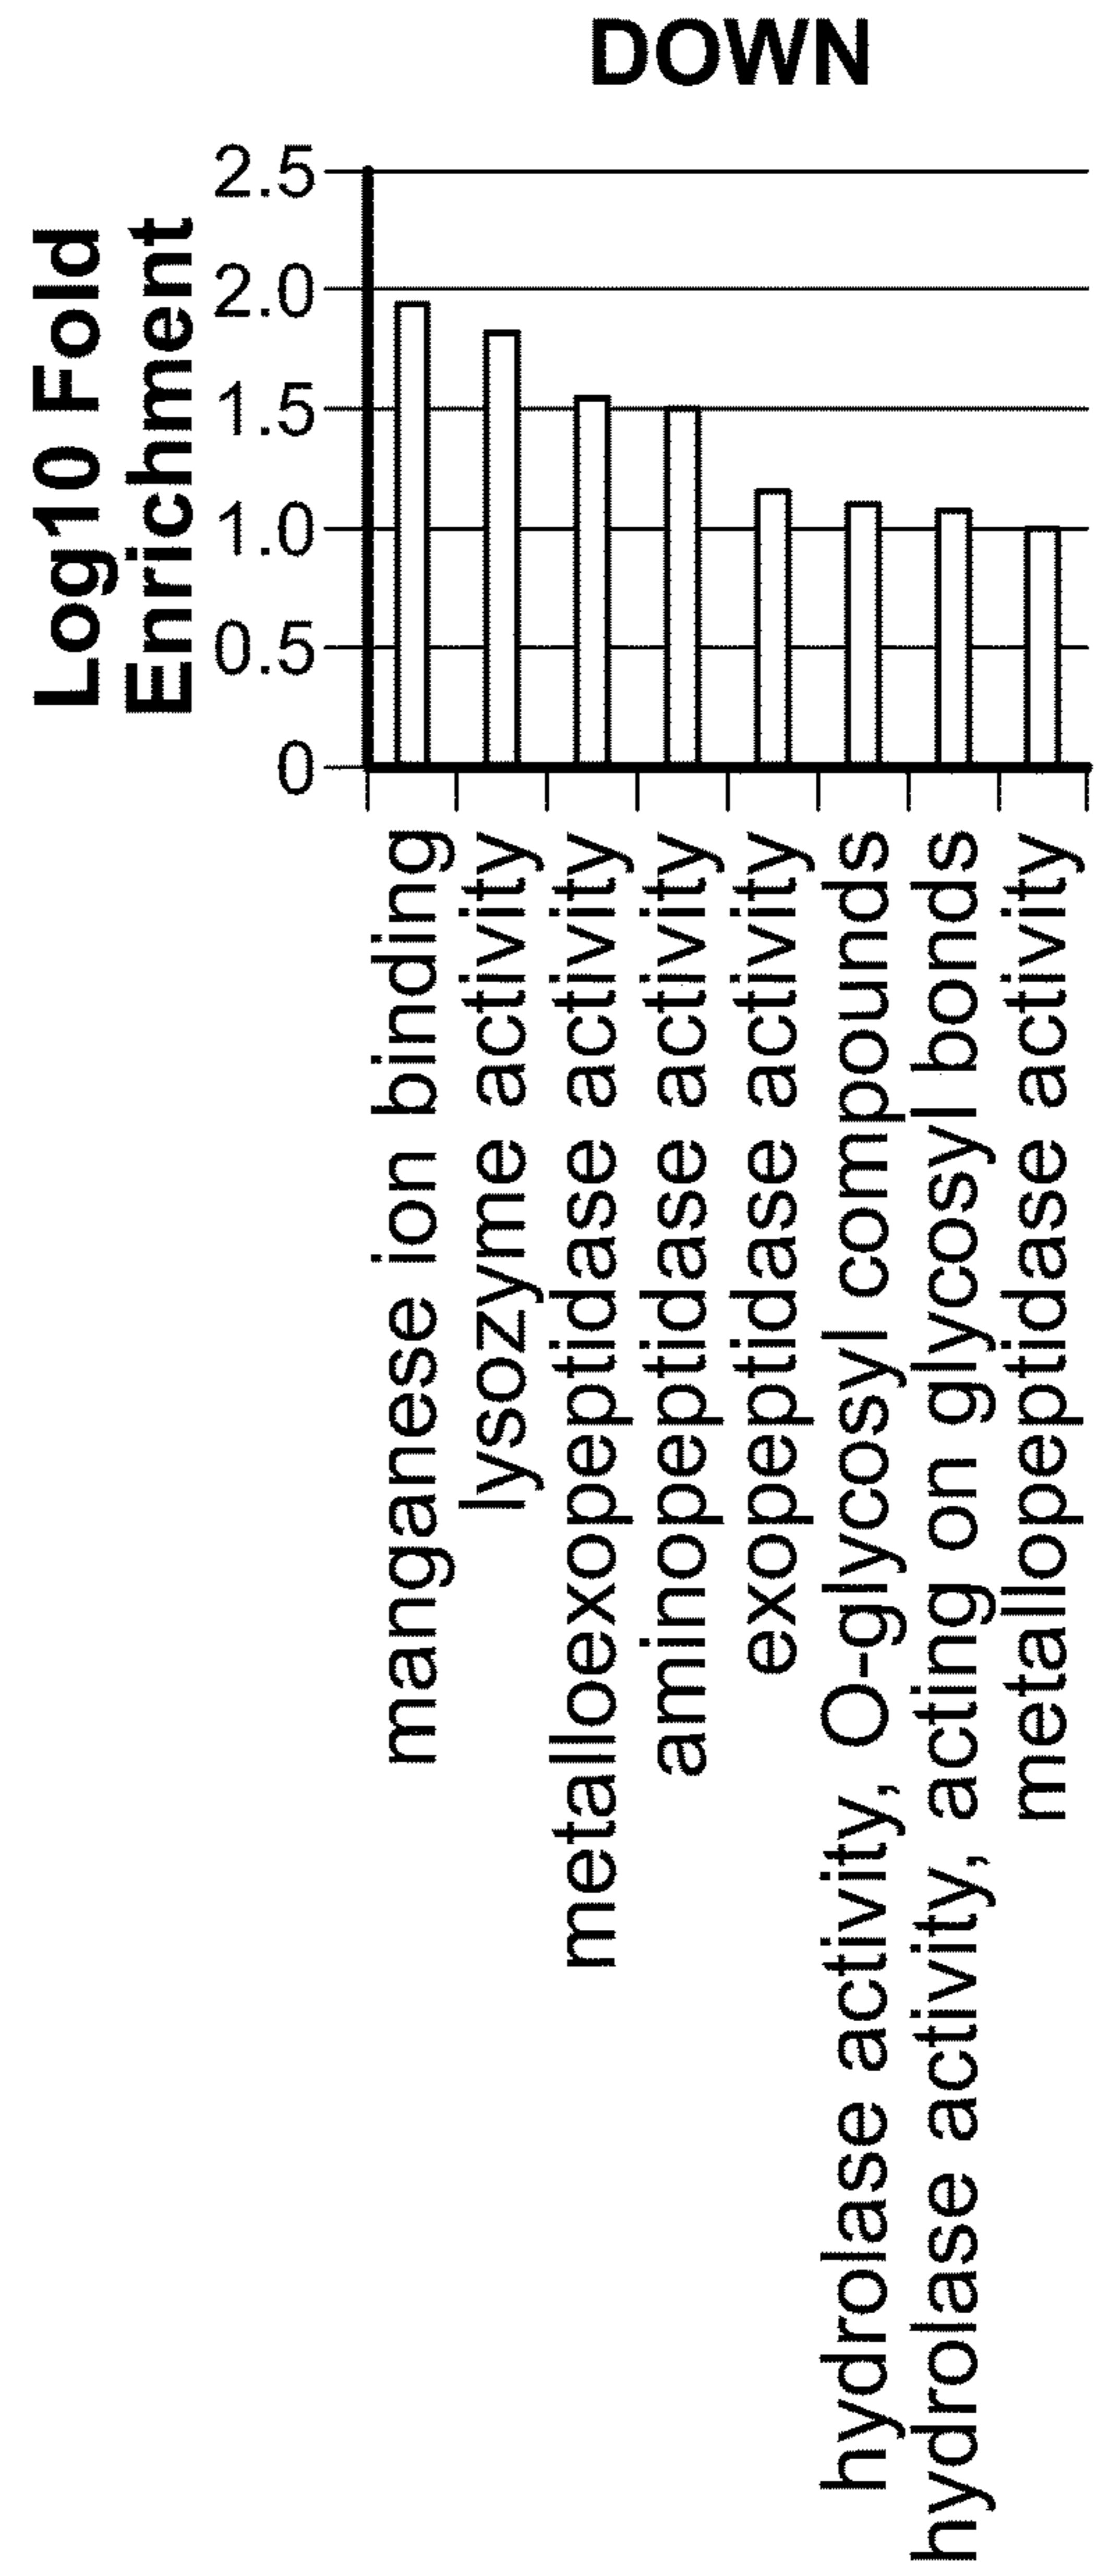 DOWN
Log10 Fold
Enrichment
2.5
2.0
1.5
1.0
0.5
0
manganese ion binding
lysozyme activity
metalloexopeptidase activity
aminopeptidase activity
exopeptidase activity
hydrolase activity, O-glycosyl compounds
hydrolase activity, acting on glycosyl bonds
metallopeptidase activity